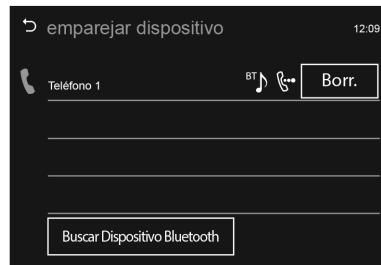 emparejar dispositivo
12:09
Teléfono 1
BT
Borr.
Buscar Dispositivo Bluetooth